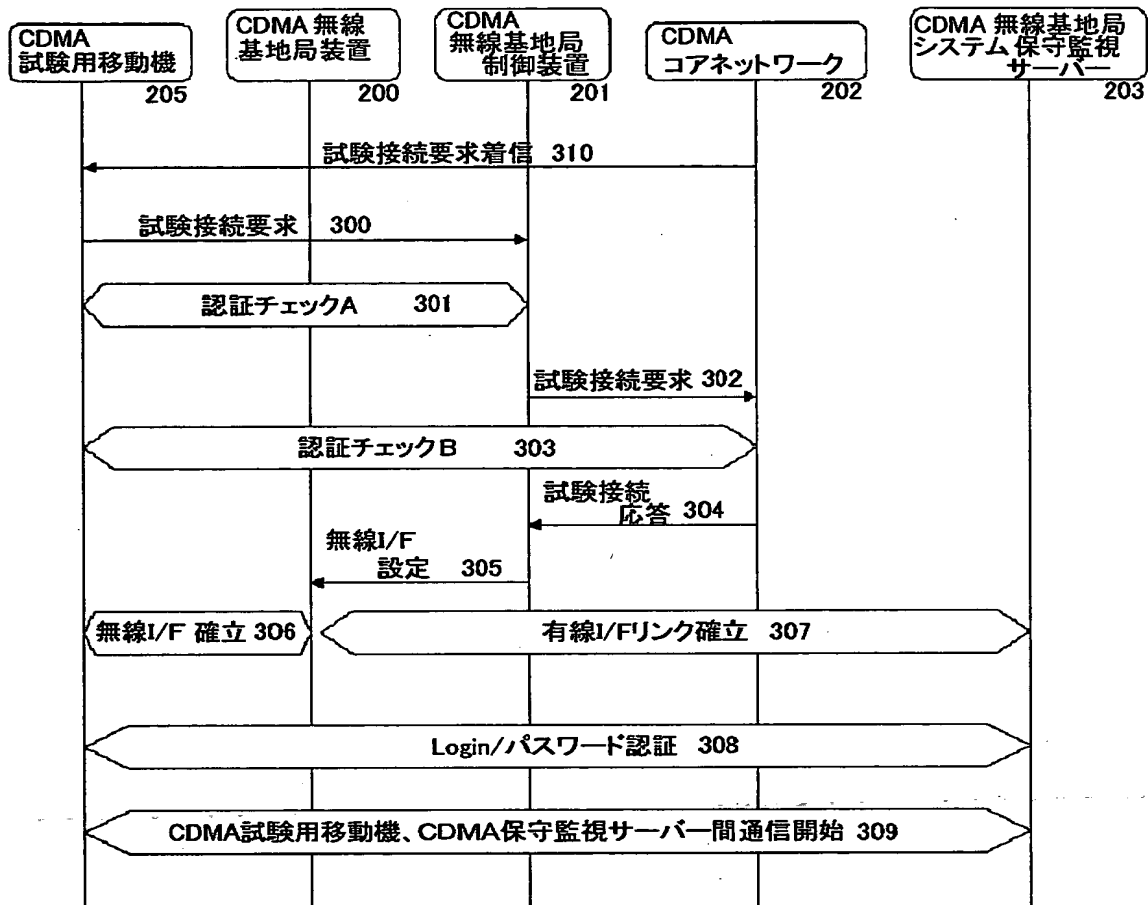 CDMA
試験用移動機
205
CDMA 無線
基地局装置
200
CDMA
無線基地局
制御装置
201
CDMA
コアネットワーク
202
CDMA 無線基地局
システム保守監視
サーバー
203
試験接続要求着信 310
試験接続要求 300
認証チェックA 301
試験接続要求 302
認証チェックB 303
試験接続
応答 304
無線I/F
設定 305
無線I/F 確立 306
有線I/Fリンク確立 307
Login/パスワード認証 308
CDMA試験用移動機、CDMA保守監視サーバー間通信開始 309